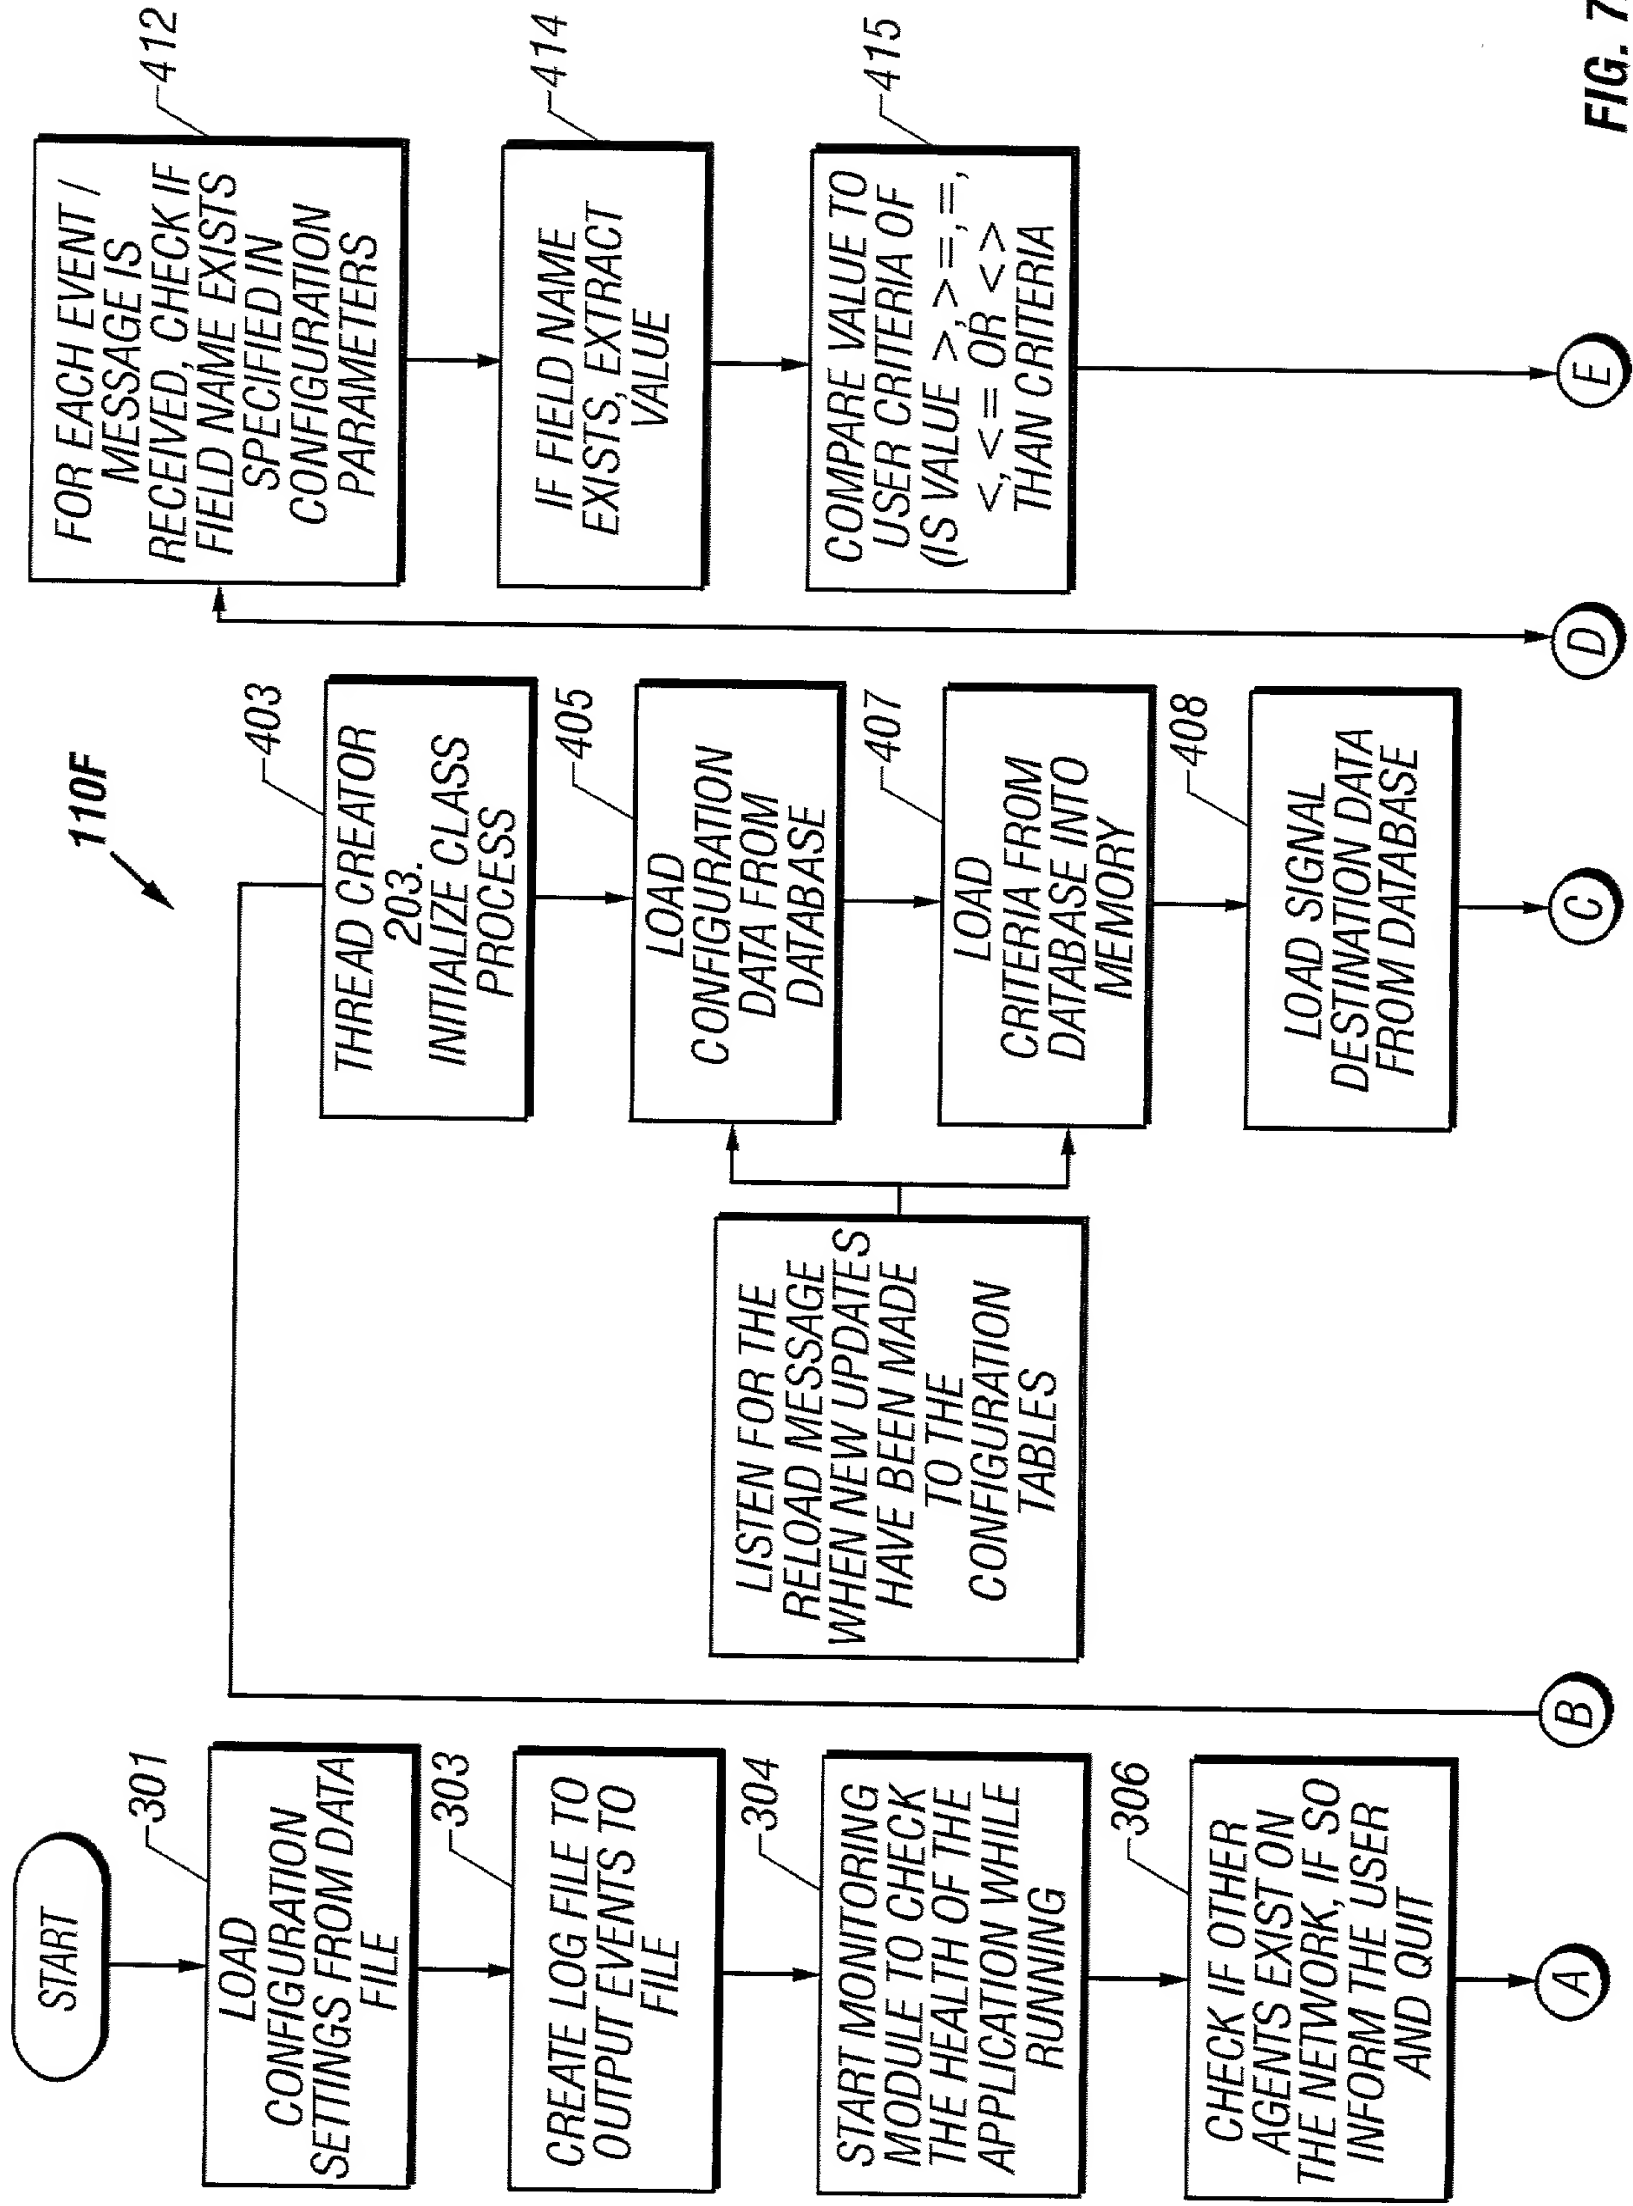 110F
START
301
LOAD
CONFIGURATION
SETTINGS FROM DATA
FILE
303
CREATE LOG FILE TO
OUTPUT EVENTS TO
FILE
304
START MONITORING
MODULE TO CHECK
THE HEALTH OF THE
APPLICATION WHILE
RUNNING
306
CHECK IF OTHER
AGENTS EXIST ON
THE NETWORK, IF SO
INFORM THE USER
AND QUIT
A
B
LISTEN FOR THE
RELOAD MESSAGE
WHEN NEW UPDATES
HAVE BEEN MADE
TO THE
CONFIGURATION
TABLES
403
THREAD CREATOR
203.
INITIALIZE CLASS
PROCESS
405
LOAD
CONFIGURATION
DATA FROM
DATABASE
407
LOAD
CRITERIA FROM
DATABASE INTO
MEMORY
408
LOAD SIGNAL
DESTINATION DATA
FROM DATABASE
C
D
412
FOR EACH EVENT /
MESSAGE IS
RECEIVED, CHECK IF
FIELD NAME EXISTS
SPECIFIED IN
CONFIGURATION
PARAMETERS
414
IF FIELD NAME
EXISTS, EXTRACT
VALUE
415
COMPARE VALUE TO
USER CRITERIA OF
(IS VALUE >, >=, =,
<, <= OR <>
THAN CRITERIA
E
FIG. 7